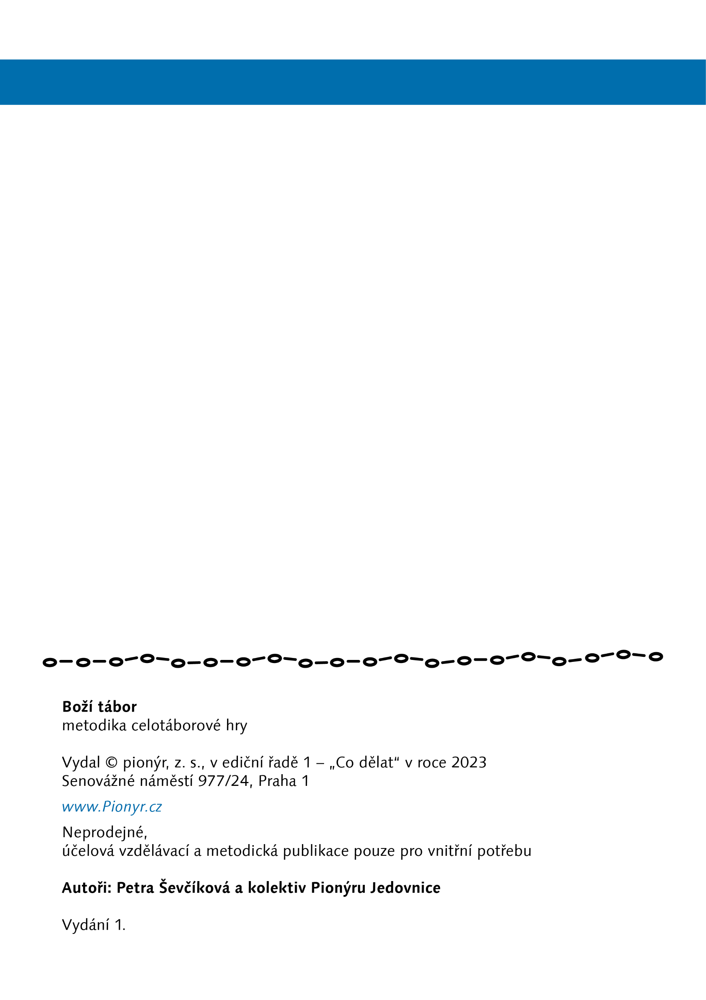 Boží tábor
metodika celotáborové hry
Vydal © pionýr, z. s., v ediční řadě 1 – „Co dělat“ v roce 2023
Senovážné náměstí 977/24, Praha 1
www.Pionyr.cz
Neprodejné,
účelová vzdělávací a metodická publikace pouze pro vnitřní potřebu
Autoři: Petra Ševčíková a kolektiv Pionýru Jedovnice
Vydání 1.